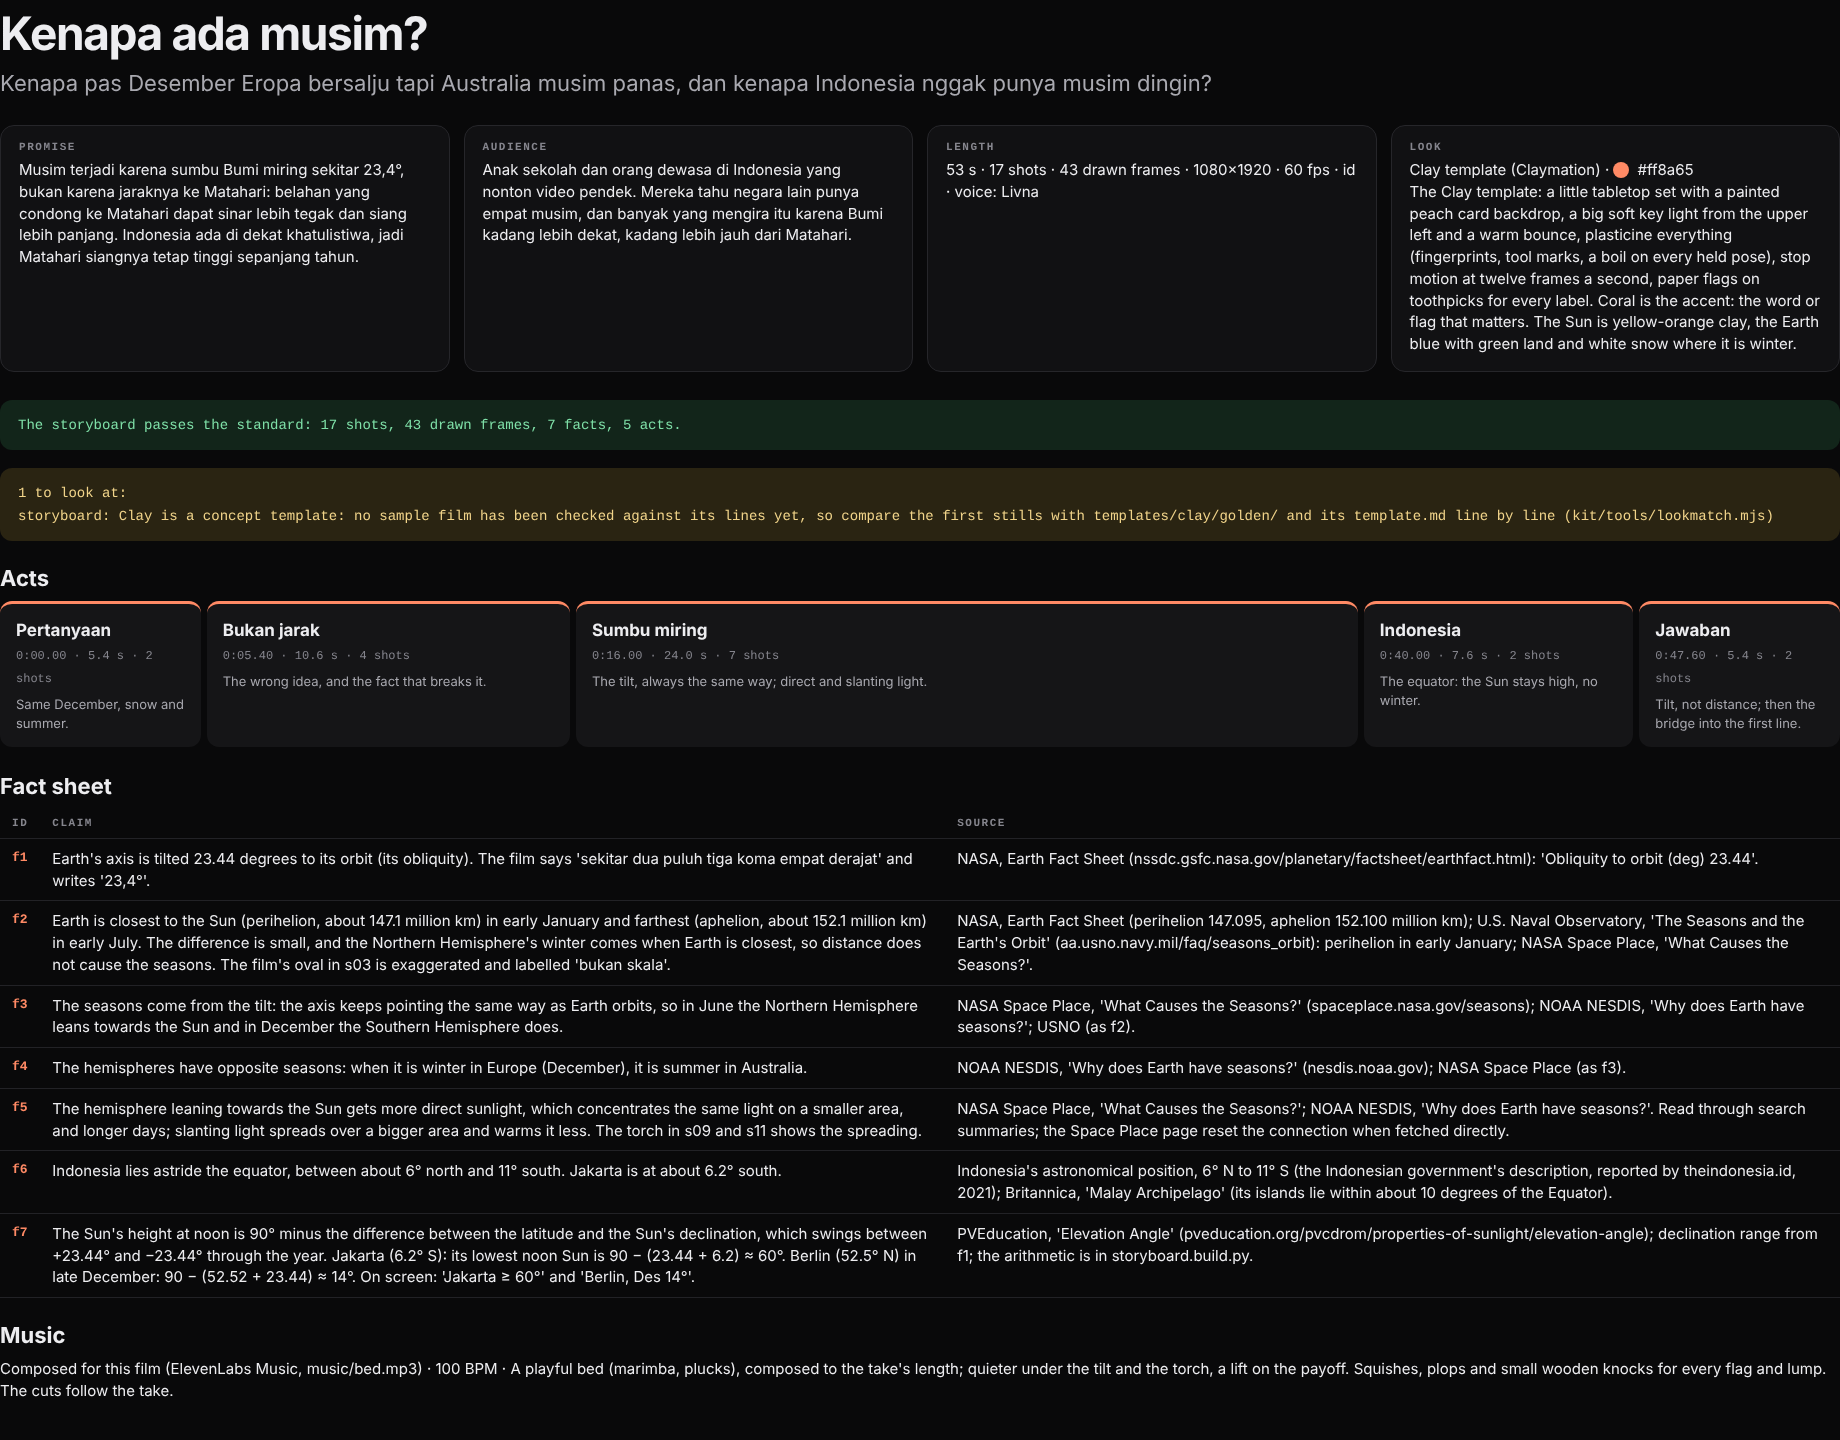 Kenapa ada musim?
Kenapa pas Desember Eropa bersalju tapi Australia musim panas, dan kenapa Indonesia nggak punya musim dingin?
PROMISE
Musim terjadi karena sumbu Bumi miring sekitar 23,4°,
bukan karena jaraknya ke Matahari: belahan yang
condong ke Matahari dapat sinar lebih tegak dan siang
lebih panjang. Indonesia ada di dekat khatulistiwa, jadi
Matahari siangnya tetap tinggi sepanjang tahun.
AUDIENCE
Anak sekolah dan orang dewasa di Indonesia yang
nonton video pendek. Mereka tahu negara lain punya
empat musim, dan banyak yang mengira itu karena Bumi
kadang lebih dekat, kadang lebih jauh dari Matahari.
LENGTH
53 s · 17 shots · 43 drawn frames · 1080×1920 · 60 fps · id
· voice: Livna
LOOK
Clay template (Claymation) · #ff8a65
The Clay template: a little tabletop set with a painted
peach card backdrop, a big soft key light from the upper
left and a warm bounce, plasticine everything
(fingerprints, tool marks, a boil on every held pose), stop
motion at twelve frames a second, paper flags on
toothpicks for every label. Coral is the accent: the word or
flag that matters. The Sun is yellow-orange clay, the Earth
blue with green land and white snow where it is winter.
The storyboard passes the standard: 17 shots, 43 drawn frames, 7 facts, 5 acts.
1 to look at:
storyboard: Clay is a concept template: no sample film has been checked against its lines yet, so compare the first stills with templates/clay/golden/ and its template.md line by line (kit/tools/lookmatch.mjs)
Acts
Pertanyaan
0:00.00 · 5.4 s · 2
shots
Same December, snow and
summer.
Bukan jarak
0:05.40 · 10.6 s · 4 shots
The wrong idea, and the fact that breaks it.
Sumbu miring
0:16.00 · 24.0 s · 7 shots
The tilt, always the same way; direct and slanting light.
Indonesia
0:40.00 · 7.6 s · 2 shots
The equator: the Sun stays high, no
winter.
Jawaban
0:47.60 · 5.4 s · 2
shots
Tilt, not distance; then the
bridge into the first line.
Fact sheet
ID CLAIM SOURCE
f1 Earth's axis is tilted 23.44 degrees to its orbit (its obliquity). The film says 'sekitar dua puluh tiga koma empat derajat' and
writes '23,4°'.
NASA, Earth Fact Sheet (nssdc.gsfc.nasa.gov/planetary/factsheet/earthfact.html): 'Obliquity to orbit (deg) 23.44'.
f2 Earth is closest to the Sun (perihelion, about 147.1 million km) in early January and farthest (aphelion, about 152.1 million km)
in early July. The difference is small, and the Northern Hemisphere's winter comes when Earth is closest, so distance does
not cause the seasons. The film's oval in s03 is exaggerated and labelled 'bukan skala'.
NASA, Earth Fact Sheet (perihelion 147.095, aphelion 152.100 million km); U.S. Naval Observatory, 'The Seasons and the
Earth's Orbit' (aa.usno.navy.mil/faq/seasons_orbit): perihelion in early January; NASA Space Place, 'What Causes the
Seasons?'.
f3 The seasons come from the tilt: the axis keeps pointing the same way as Earth orbits, so in June the Northern Hemisphere
leans towards the Sun and in December the Southern Hemisphere does.
NASA Space Place, 'What Causes the Seasons?' (spaceplace.nasa.gov/seasons); NOAA NESDIS, 'Why does Earth have
seasons?'; USNO (as f2).
f4 The hemispheres have opposite seasons: when it is winter in Europe (December), it is summer in Australia.
NOAA NESDIS, 'Why does Earth have seasons?' (nesdis.noaa.gov); NASA Space Place (as f3).
f5 The hemisphere leaning towards the Sun gets more direct sunlight, which concentrates the same light on a smaller area,
and longer days; slanting light spreads over a bigger area and warms it less. The torch in s09 and s11 shows the spreading.
NASA Space Place, 'What Causes the Seasons?'; NOAA NESDIS, 'Why does Earth have seasons?'. Read through search
summaries; the Space Place page reset the connection when fetched directly.
f6 Indonesia lies astride the equator, between about 6° north and 11° south. Jakarta is at about 6.2° south.
Indonesia's astronomical position, 6° N to 11° S (the Indonesian government's description, reported by theindonesia.id,
2021); Britannica, 'Malay Archipelago' (its islands lie within about 10 degrees of the Equator).
f7 The Sun's height at noon is 90° minus the difference between the latitude and the Sun's declination, which swings between
+23.44° and −23.44° through the year. Jakarta (6.2° S): its lowest noon Sun is 90 − (23.44 + 6.2) ≈ 60°. Berlin (52.5° N) in
late December: 90 − (52.52 + 23.44) ≈ 14°. On screen: 'Jakarta ≥ 60°' and 'Berlin, Des 14°'.
PVEducation, 'Elevation Angle' (pveducation.org/pvcdrom/properties-of-sunlight/elevation-angle); declination range from
f1; the arithmetic is in storyboard.build.py.
Music
Composed for this film (ElevenLabs Music, music/bed.mp3) · 100 BPM · A playful bed (marimba, plucks), composed to the take's length; quieter under the tilt and the torch, a lift on the payoff. Squishes, plops and small wooden knocks for every flag and lump.
The cuts follow the take.